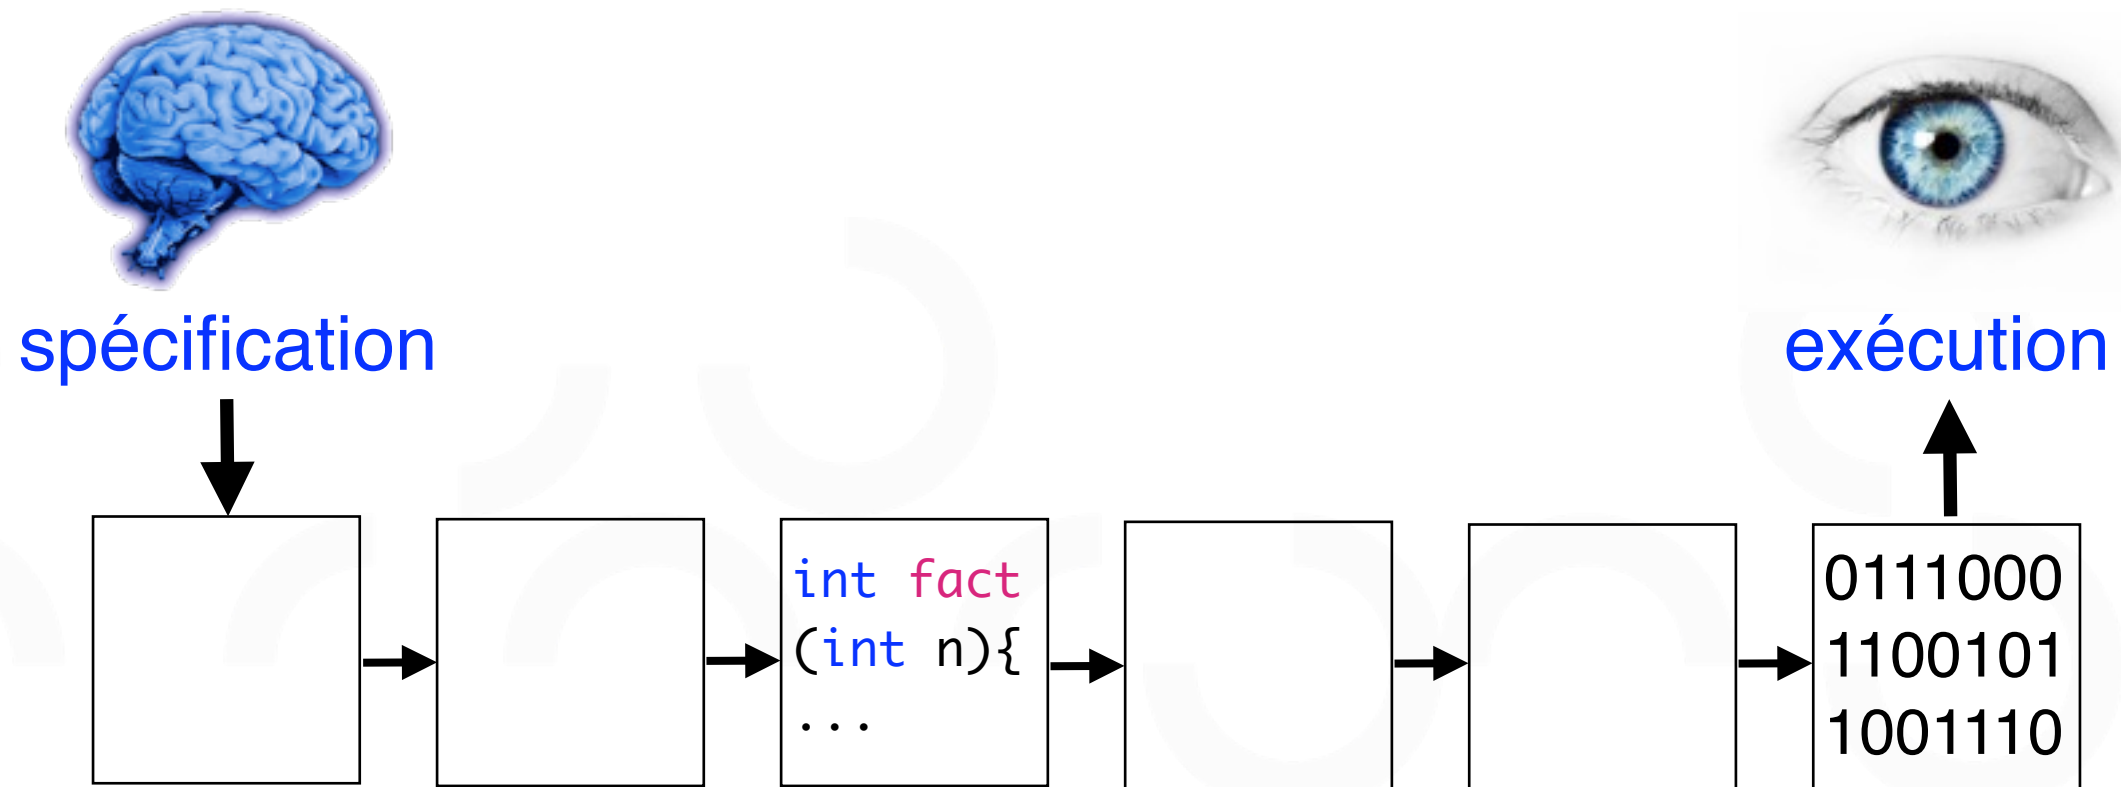 spécification
exécution
int fact
(int n){
...
0111000
1100101
1001110